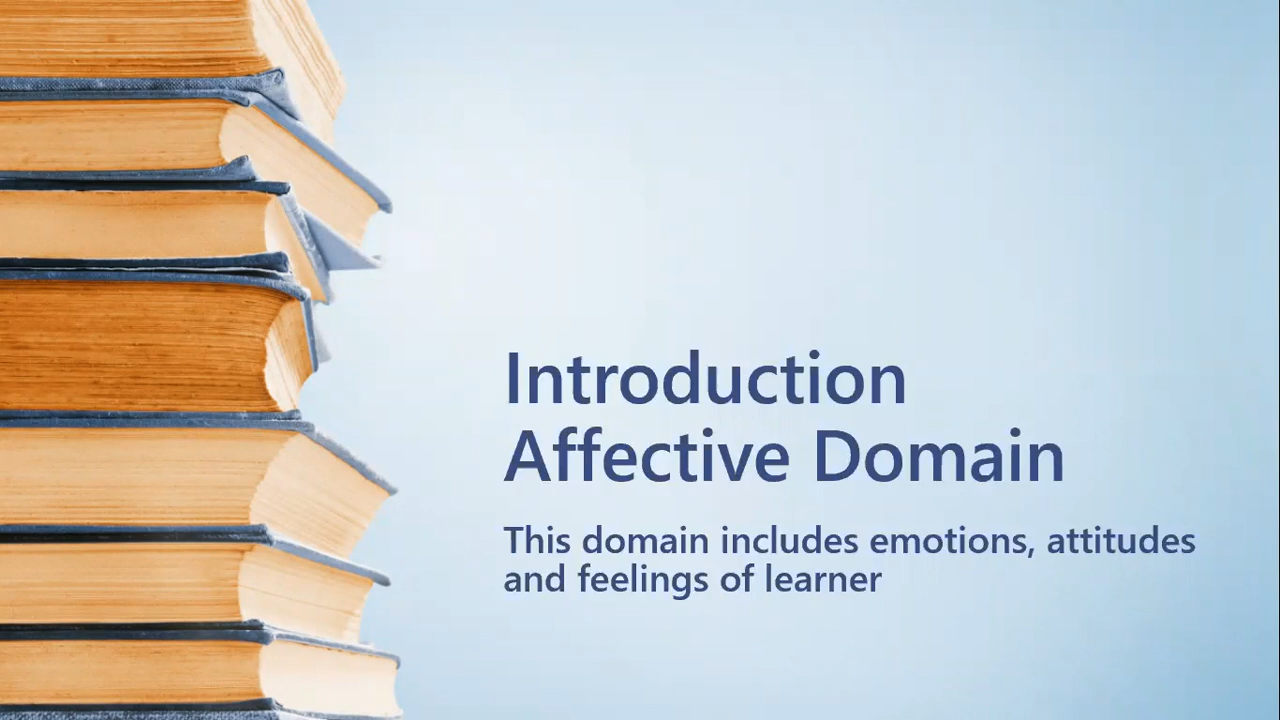 Introduction
Affective Domain
This domain includes emotions, attitudes
and feelings of learner